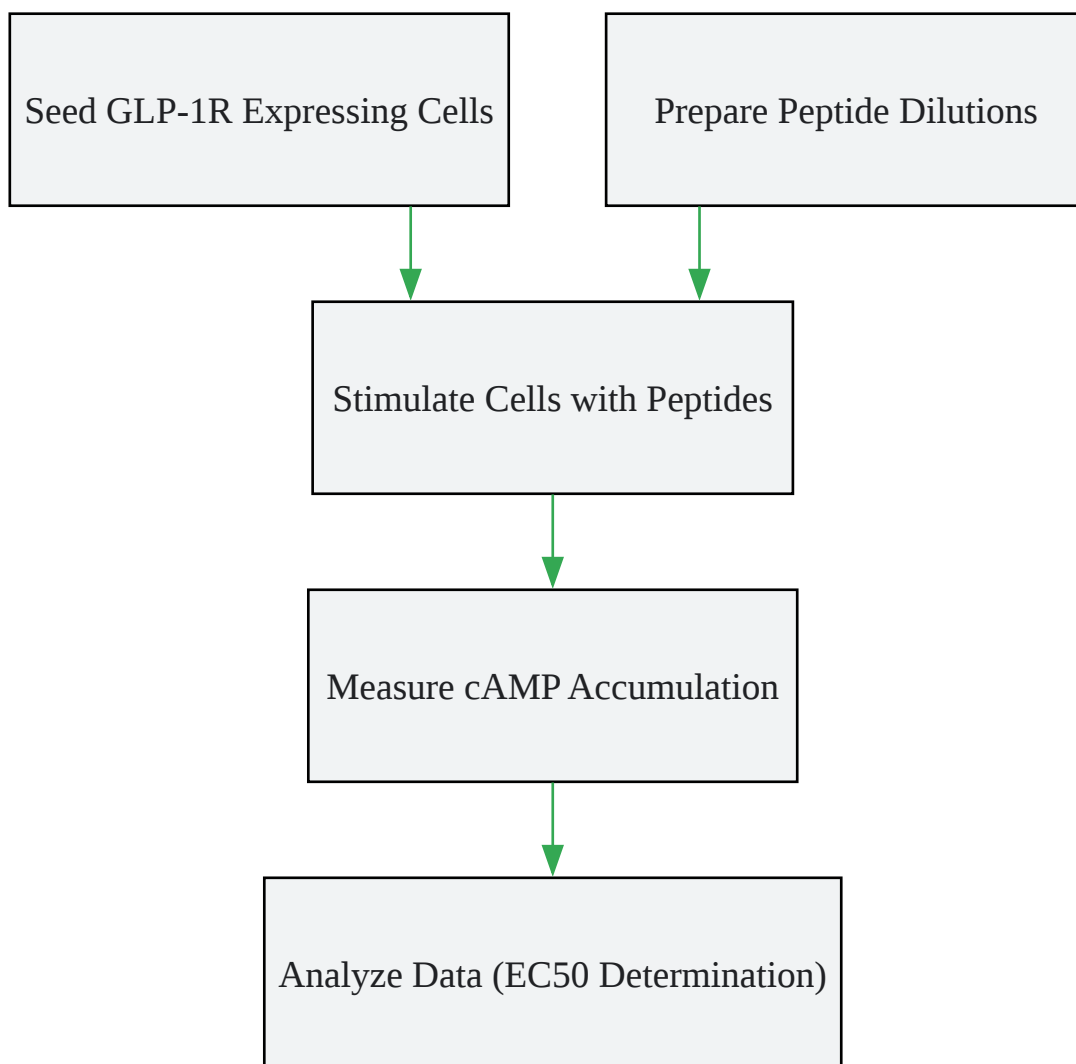 Seed GLP-1R Expressing Cells
Prepare Peptide Dilutions
Stimulate Cells with Peptides
Measure cAMP Accumulation
Analyze Data (EC50 Determination)